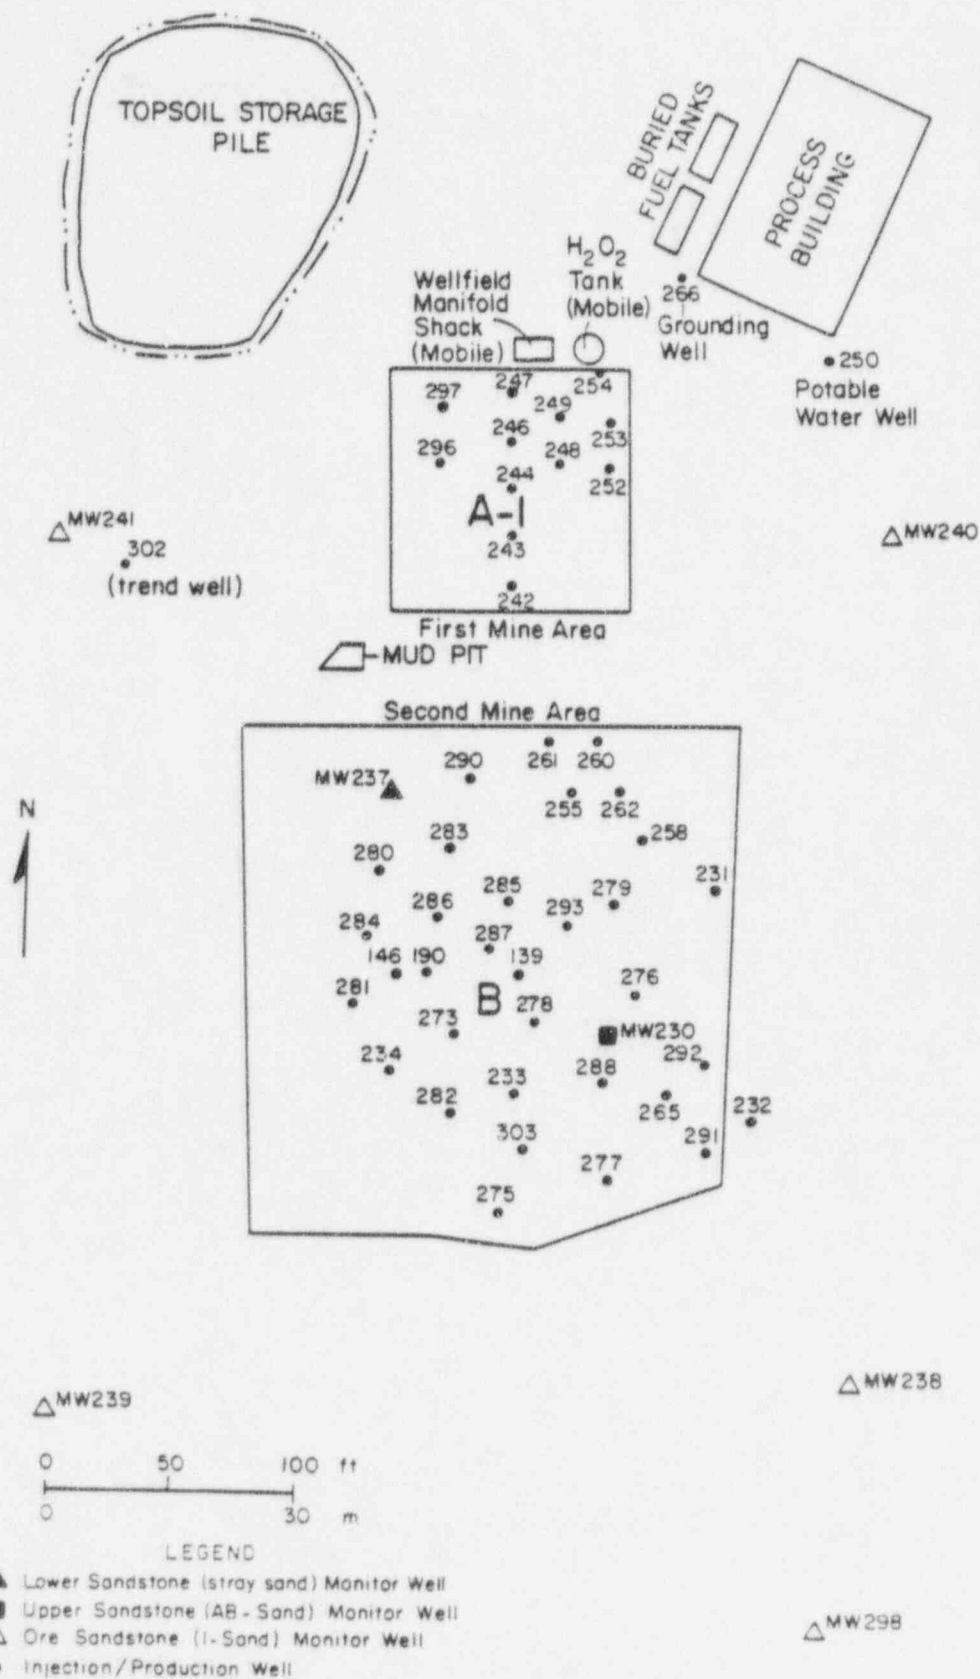 TOPSOIL STORAGE
PILE
BURIED
FUEL TANKS
PROCESS
BUILDING
H2O2
Tank
(Mobile)
Wellfield
Manifold
Shack
(Mobile)
266
Grounding
Well
250
Potable
Water Well
297
247
254
249
246
253
296
248
244
252
A-1
243
242
First Mine Area
MW241
302
(trend well)
MW240
MUD PIT
Second Mine Area
290
261
260
MW237
255
262
283
258
280
231
285
279
286
293
284
287
146
190
139
276
281
B
278
273
MW230
292
234
288
233
282
265
232
303
291
277
275
N
MW238
MW239
0 50 100 ft
0 30 m
LEGEND
Lower Sandstone (stray sand) Monitor Well
Upper Sandstone (AB-Sand) Monitor Well
Ore Sandstone (I-Sand) Monitor Well
Injection/Production Well
MW298